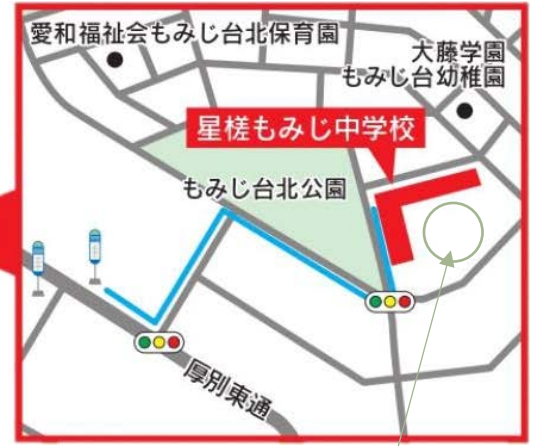 愛和福祉会もみじ台北保育園
大藤学園
もみじ台幼稚園
星槎もみじ中学校
もみじ台北公園
厚別東通